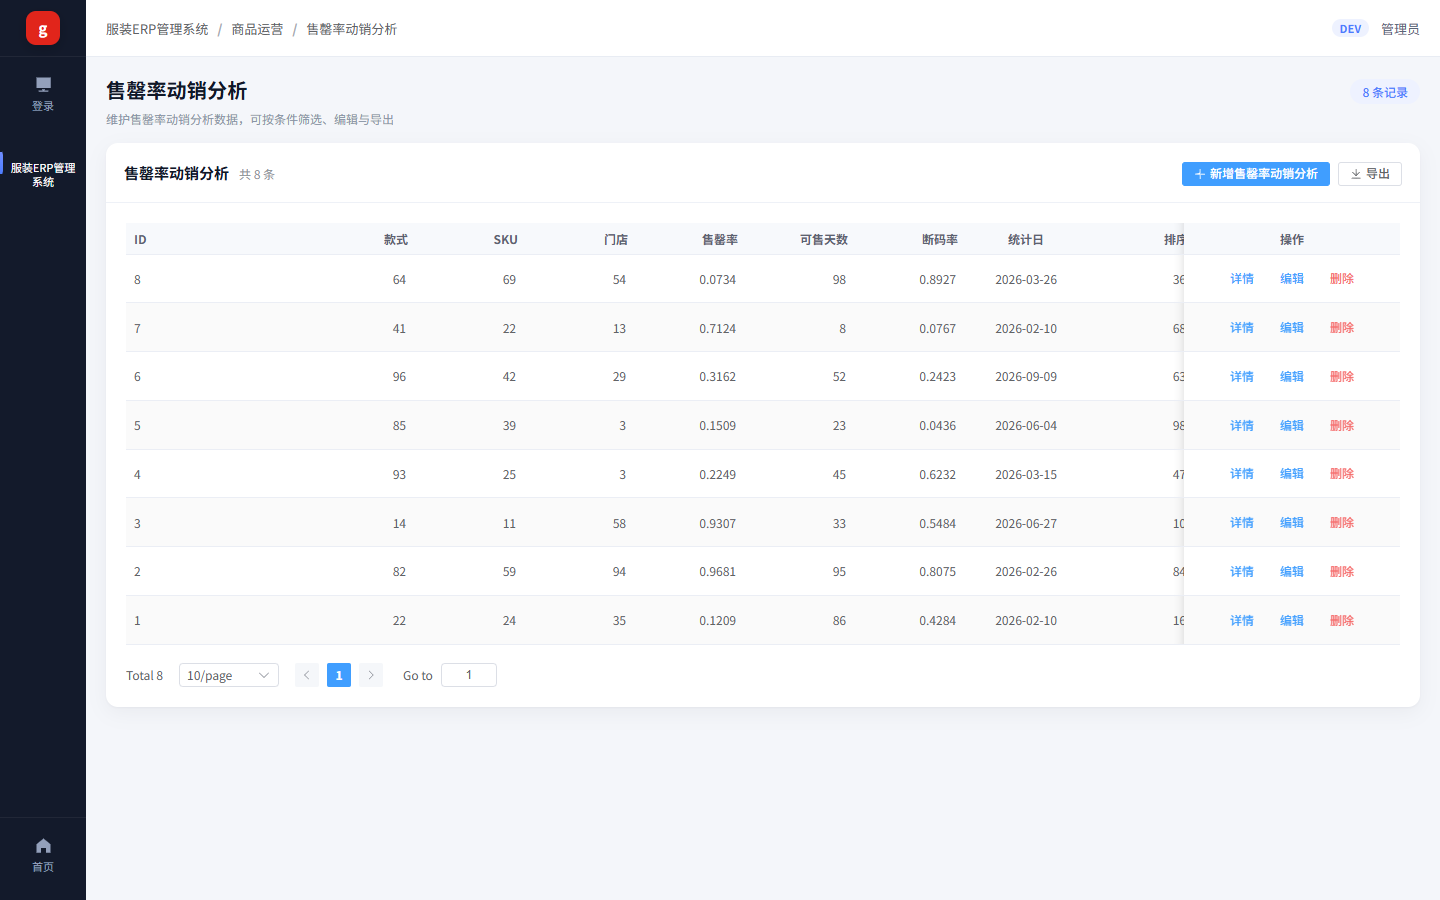 g
登录
服装ERP管理
系统
首页
服装ERP管理系统 / 商品运营 / 售罄率动销分析
DEV 管理员
售罄率动销分析
8 条记录
维护售罄率动销分析数据，可按条件筛选、编辑与导出
售罄率动销分析 共 8 条
新增售罄率动销分析 导出
ID 款式 SKU 门店 售罄率 可售天数 断码率 统计日 排序 操作
8 64 69 54 0.0734 98 0.8927 2026-03-26 36 详情 编辑 删除
7 41 22 13 0.7124 8 0.0767 2026-02-10 68 详情 编辑 删除
6 96 42 29 0.3162 52 0.2423 2026-09-09 63 详情 编辑 删除
5 85 39 3 0.1509 23 0.0436 2026-06-04 98 详情 编辑 删除
4 93 25 3 0.2249 45 0.6232 2026-03-15 47 详情 编辑 删除
3 14 11 58 0.9307 33 0.5484 2026-06-27 10 详情 编辑 删除
2 82 59 94 0.9681 95 0.8075 2026-02-26 84 详情 编辑 删除
1 22 24 35 0.1209 86 0.4284 2026-02-10 16 详情 编辑 删除
Total 8 10/page 1 Go to 1